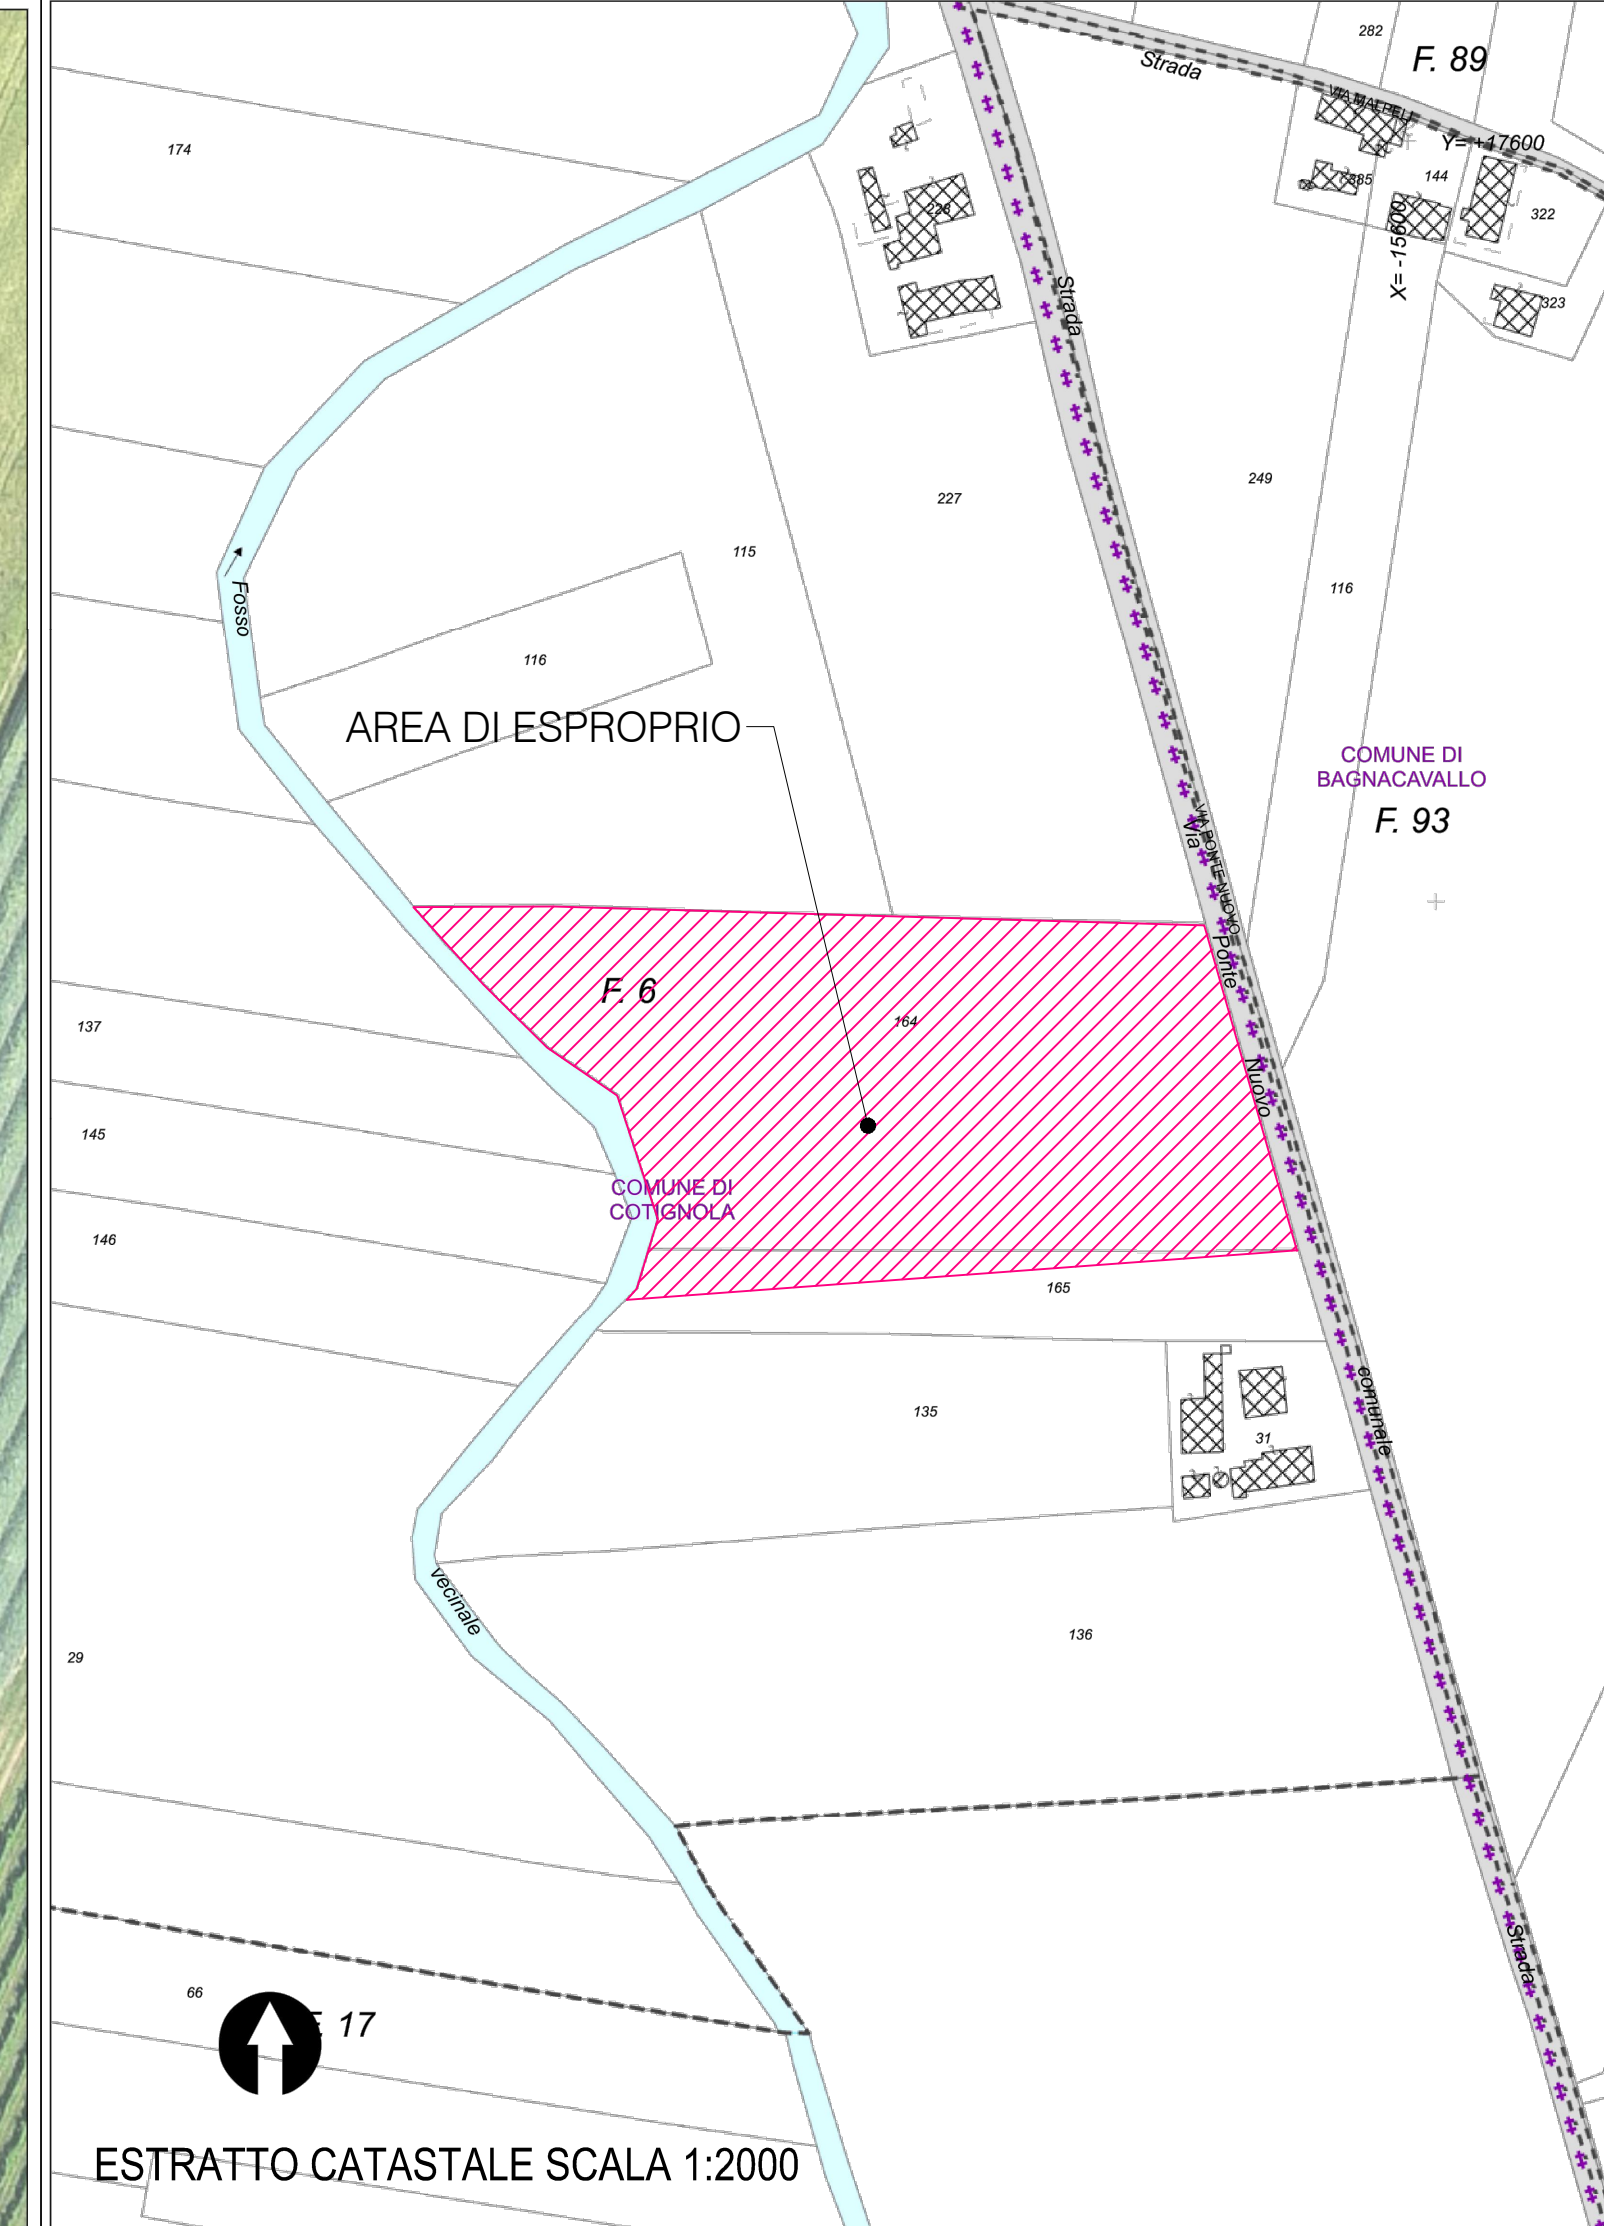 282
F. 89
Strada
VIA MALPELI
Y= +17600
174
385
144
228
322
X= -15600
323
Strada
249
227
115
116
Fosso
116
AREA DI ESPROPRIO
COMUNE DI
BAGNACAVALLO
F. 93
VIA PONTE NUOVO
Via
Ponte
F. 6
164
137
Nuovo
145
COMUNE DI
COTIGNOLA
146
165
comunale
135
31
vecinale
136
29
Strada
66
17
ESTRATTO CATASTALE SCALA 1:2000